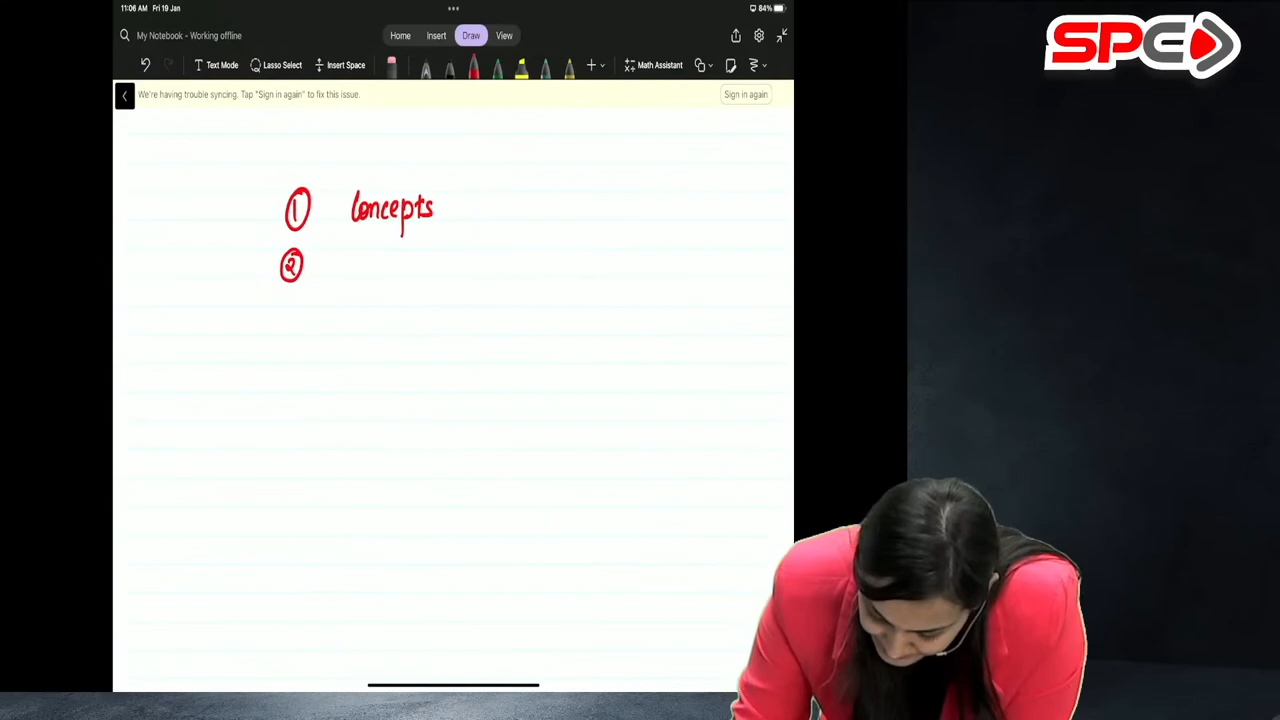 11:06 AM Fri 19 Jan
84%
My Notebook - Working offline
Home Insert Draw View
Text Mode Lasso Select Insert Space Math Assistant
We're having trouble syncing. Tap "Sign in again" to fix this issue.
Sign in again
SPE
1 Concepts
2